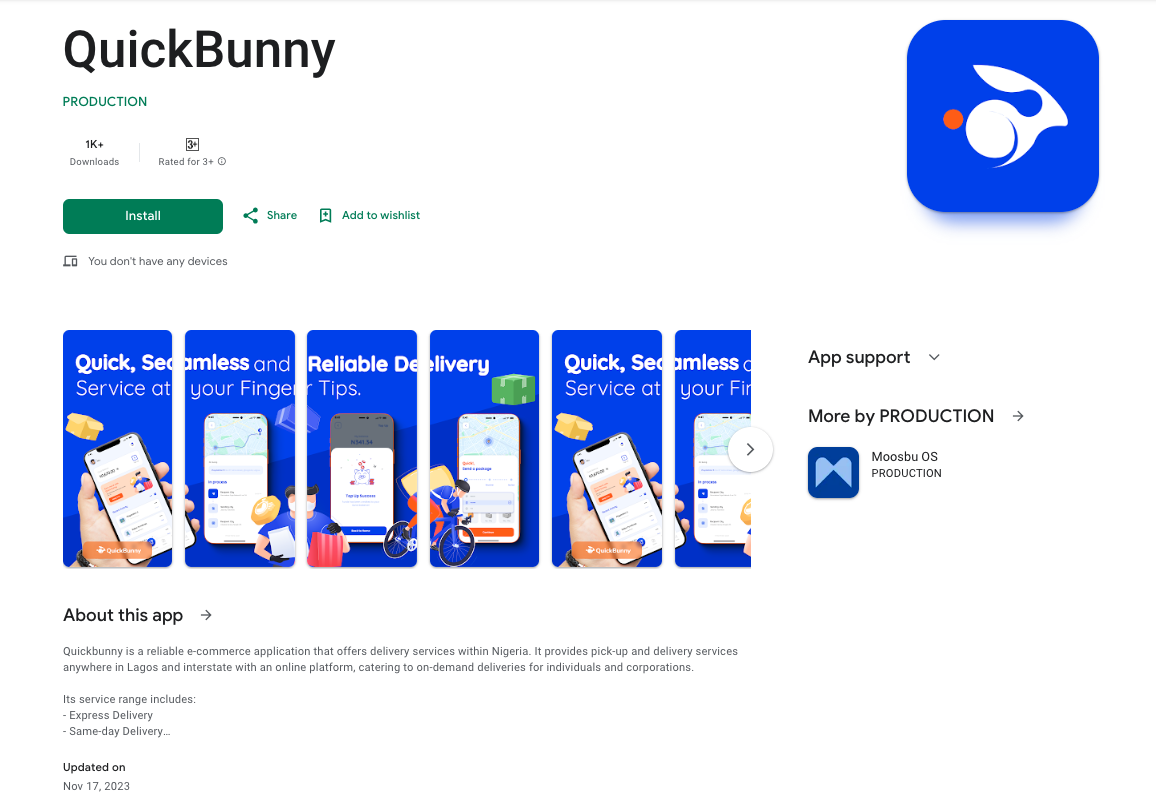 QuickBunny
PRODUCTION
1K+
Downloads
3+
Rated for 3+
Install
Share
Add to wishlist
You don't have any devices
Quick, Seamless and Reliable Delivery
Service at your Finger Tips.
Quick, Seamless
Service at your Fin
In process
In process
Send a package
QuickBunny
QuickBunny
App support
More by PRODUCTION
Moosbu OS
PRODUCTION
About this app
Quickbunny is a reliable e-commerce application that offers delivery services within Nigeria. It provides pick-up and delivery services
anywhere in Lagos and interstate with an online platform, catering to on-demand deliveries for individuals and corporations.
Its service range includes:
- Express Delivery
- Same-day Delivery…
Updated on
Nov 17, 2023